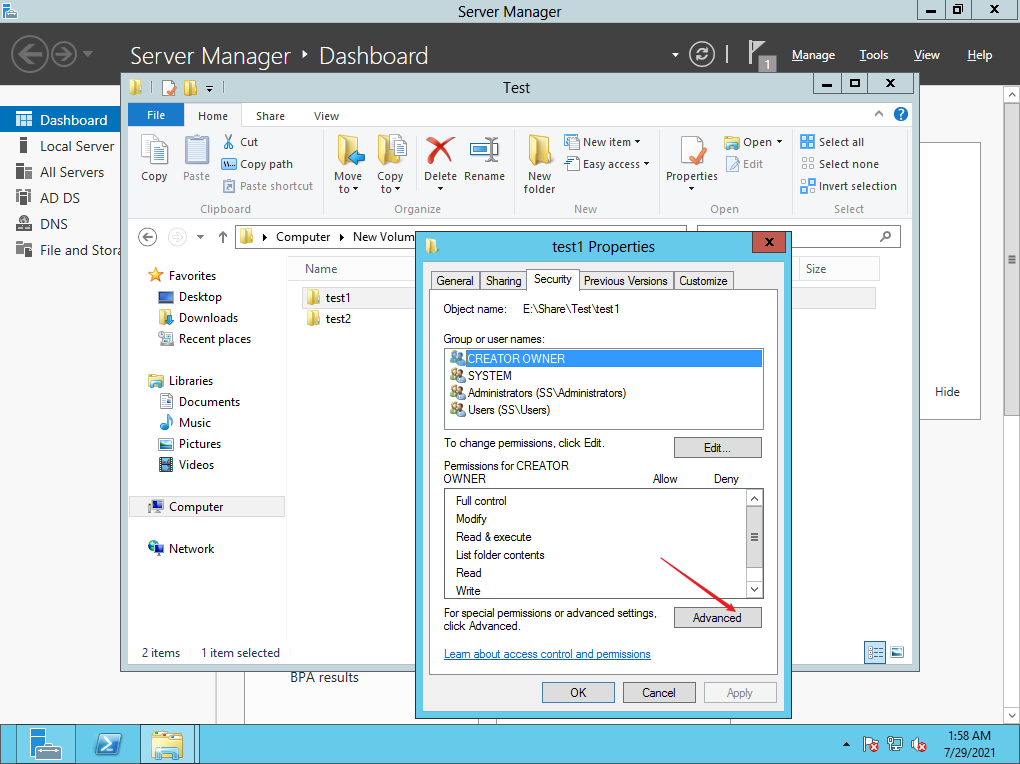 Server Manager
Server Manager Dashboard
1
Manage Tools View Help
Dashboard
Local Server
All Servers
AD DS
DNS
File and Stora
Test
File Home Share View
Copy
Paste
Cut
Copy path
Paste shortcut
Clipboard
Move to
Copy to
Delete
Rename
Organize
New folder
New item
Easy access
New
Properties
Open
Edit
Open
Select all
Select none
Invert selection
Select
Computer New Volum
Favorites
Desktop
Downloads
Recent places
Libraries
Documents
Music
Pictures
Videos
Computer
Network
Name
Size
test1
test2
2 items 1 item selected
Hide
BPA results
test1 Properties
General Sharing Security Previous Versions Customize
Object name: E:\Share\Test\test1
Group or user names:
CREATOR OWNER
SYSTEM
Administrators (SS\Administrators)
Users (SS\Users)
To change permissions, click Edit.
Edit...
Permissions for CREATOR
OWNER Allow Deny
Full control
Modify
Read & execute
List folder contents
Read
Write
For special permissions or advanced settings,
click Advanced.
Advanced
Learn about access control and permissions
OK Cancel Apply
1:58 AM
7/29/2021